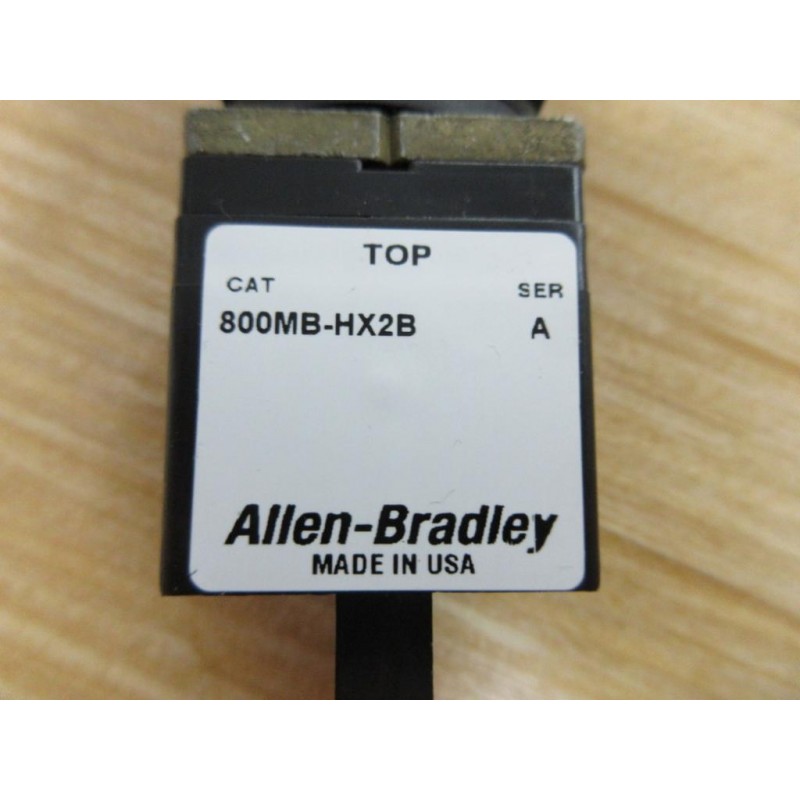 TOP
CAT SER
800MB-HX2B A
Allen-Bradley
MADE IN USA